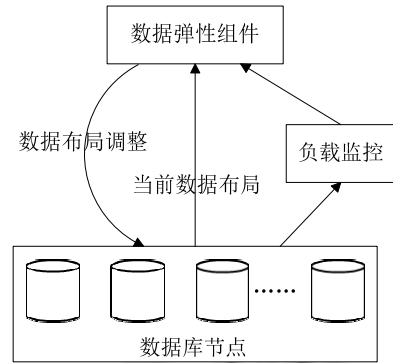 数据弹性组件
数据布局调整
负载监控
当前数据布局
……
数据库节点